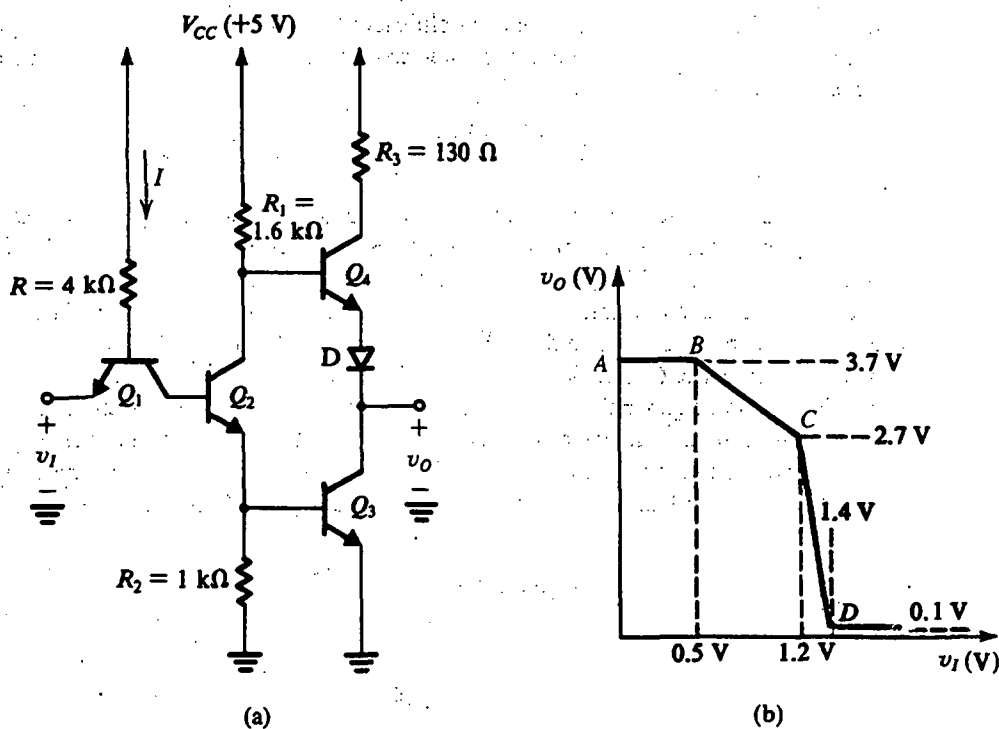 V_CC (+5 V)
I
R_3 = 130 Ω
R_1 =
1.6 kΩ
Q_4
R = 4 kΩ
D
Q_1
Q_2
+
v_I
−
+
v_O
−
Q_3
R_2 = 1 kΩ
(a)
v_O (V)
A
B
3.7 V
C
2.7 V
1.4 V
D
0.1 V
0.5 V
1.2 V
v_I (V)
(b)